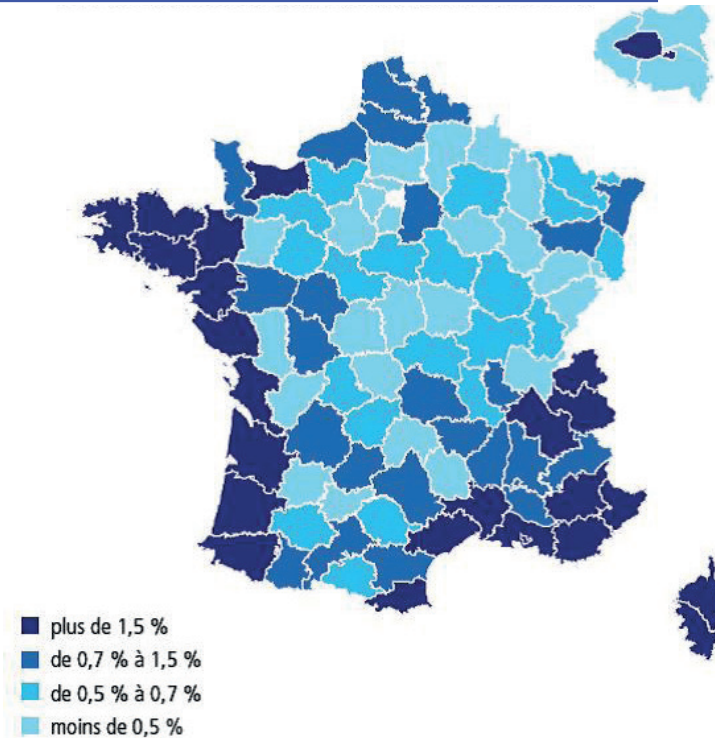 plus de 1,5 %
de 0,7 % à 1,5 %
de 0,5 % à 0,7 %
moins de 0,5 %